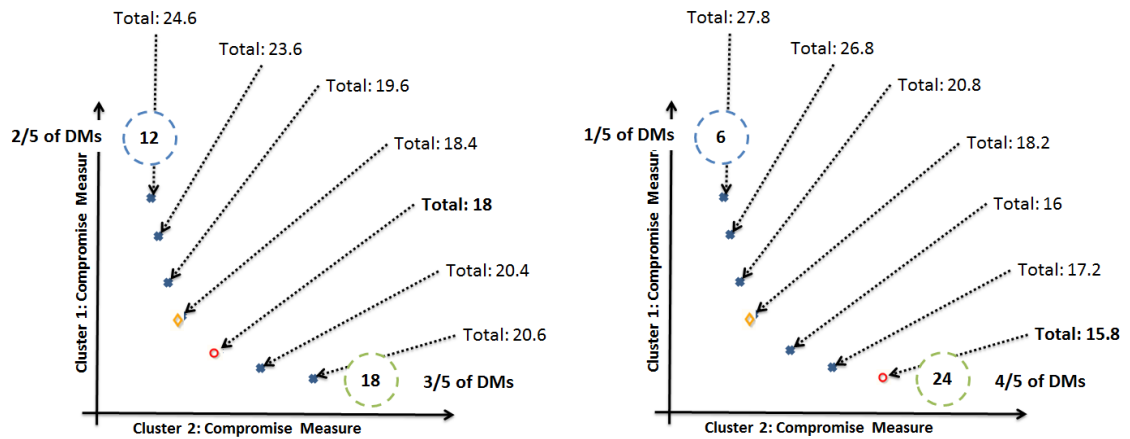 Total: 24.6
Total: 23.6
Total: 19.6
2/5 of DMs
12
Total: 18.4
Total: 18
Total: 20.4
Total: 20.6
18
3/5 of DMs
Cluster 1: Compromise Measure
Cluster 2: Compromise Measure
Total: 27.8
Total: 26.8
Total: 20.8
1/5 of DMs
6
Total: 18.2
Total: 16
Total: 17.2
Total: 15.8
24
4/5 of DMs
Cluster 1: Compromise Measure
Cluster 2: Compromise Measure